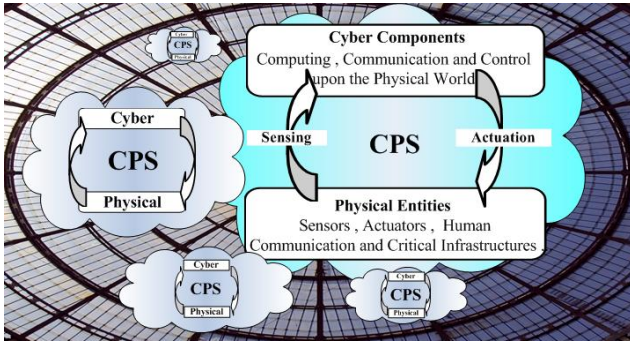 Cyber
CPS
Physical
Cyber Components
Computing , Communication and Control
upon the Physical World
Sensing
CPS
Actuation
Physical Entities
Sensors , Actuators , Human
Communication and Critical Infrastructures .
Cyber
CPS
Physical
Cyber
CPS
Physical
Cyber
CPS
Physical